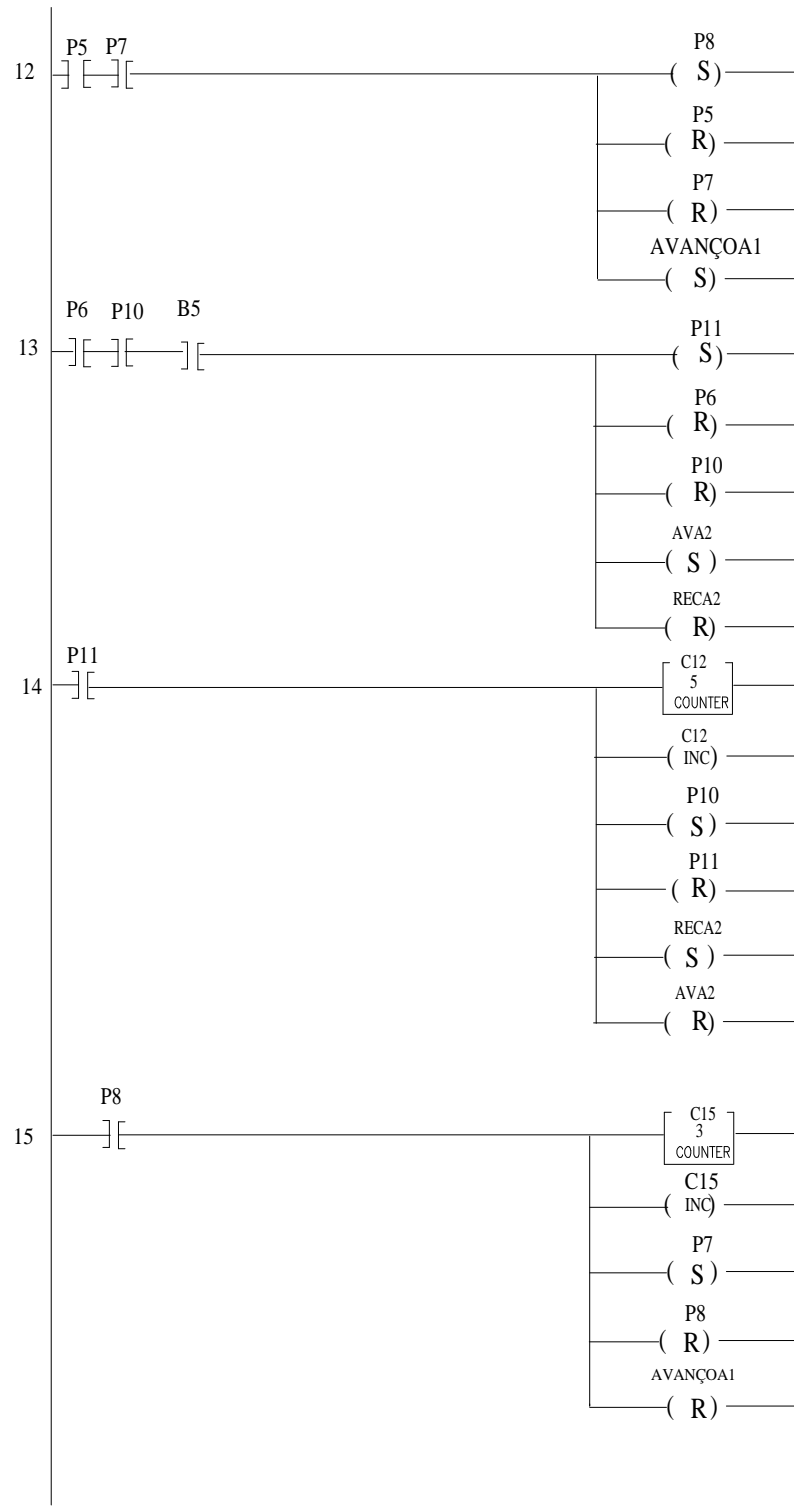 P5 P7
12
P8
( S )
P5
( R )
P7
( R )
AVANÇOA1
( S )
P6 P10 B5
13
P11
( S )
P6
( R )
P10
( R )
AVA2
( S )
RECA2
( R )
P11
14
C12
5
COUNTER
C12
( INC )
P10
( S )
P11
( R )
RECA2
( S )
AVA2
( R )
P8
15
C15
3
COUNTER
C15
( INC )
P7
( S )
P8
( R )
AVANÇOA1
( R )